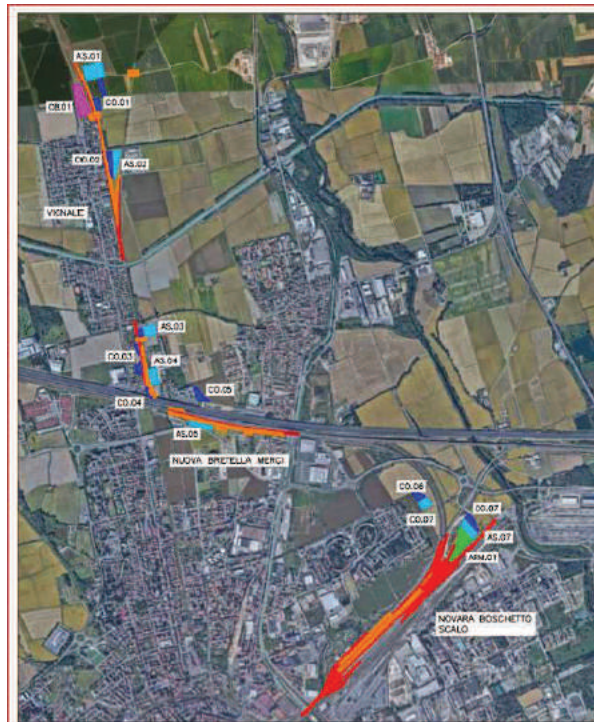 AS.01
CO.01
CB.01
CO.02
AS.02
VIGNALE
AS.03
CO.03
AS.04
CO.05
CO.04
AS.05
NUOVA BRETELLA MERCI
CO.06
CO.07
CO.07
AS.07
ARM.01
NOVARA BOSCHETTO
SCALO